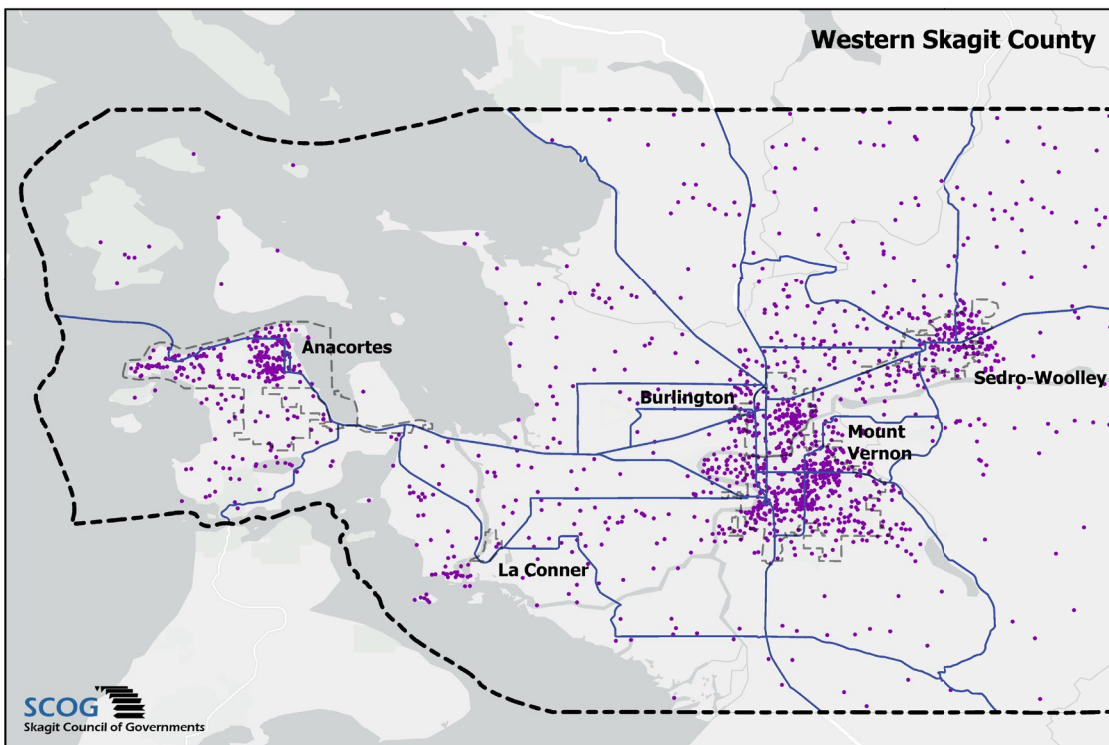 Western Skagit County
Anacortes
Sedro-Woolley
Burlington
Mount
Vernon
La Conner
SCOG
Skagit Council of Governments